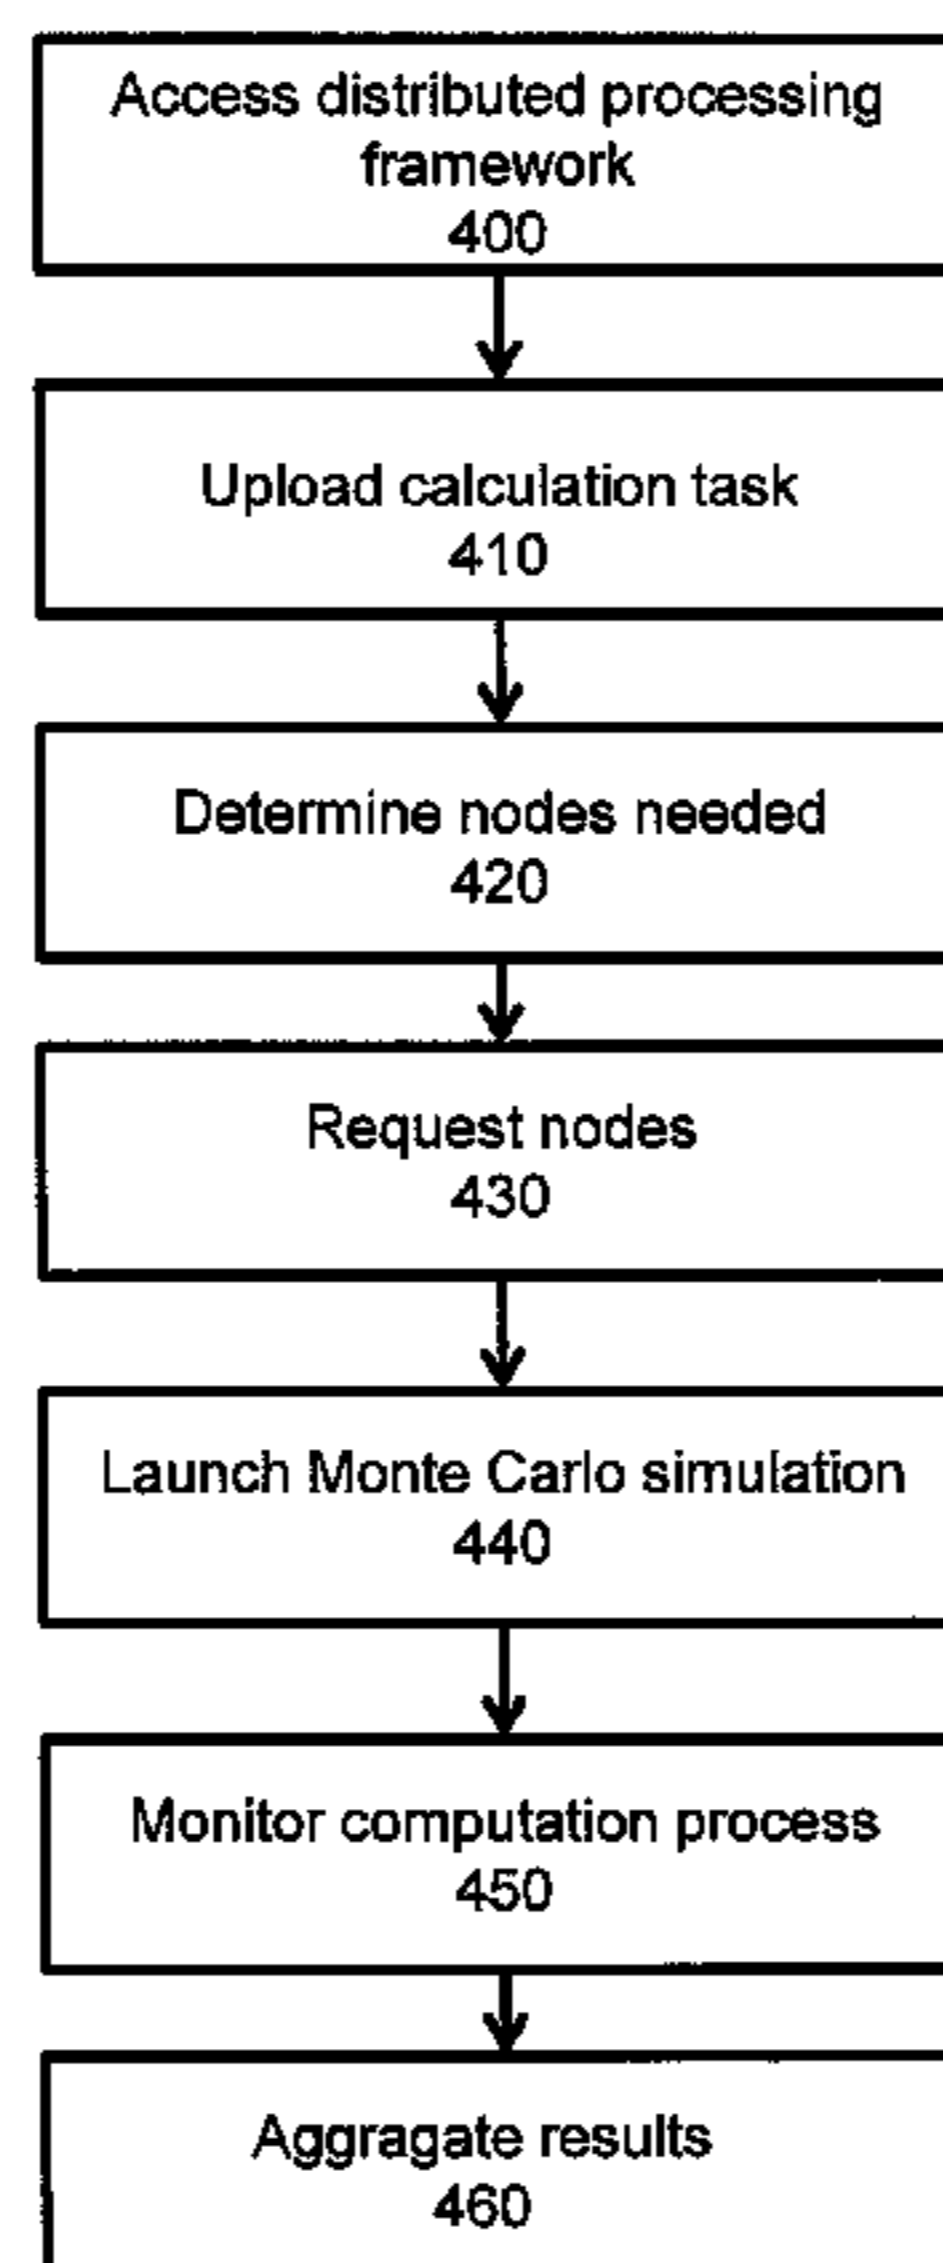 Access distributed processing
framework
400
Upload calculation task
410
Determine nodes needed
420
Request nodes
430
Launch Monte Carlo simulation
440
Monitor computation process
450
Aggragate results
460